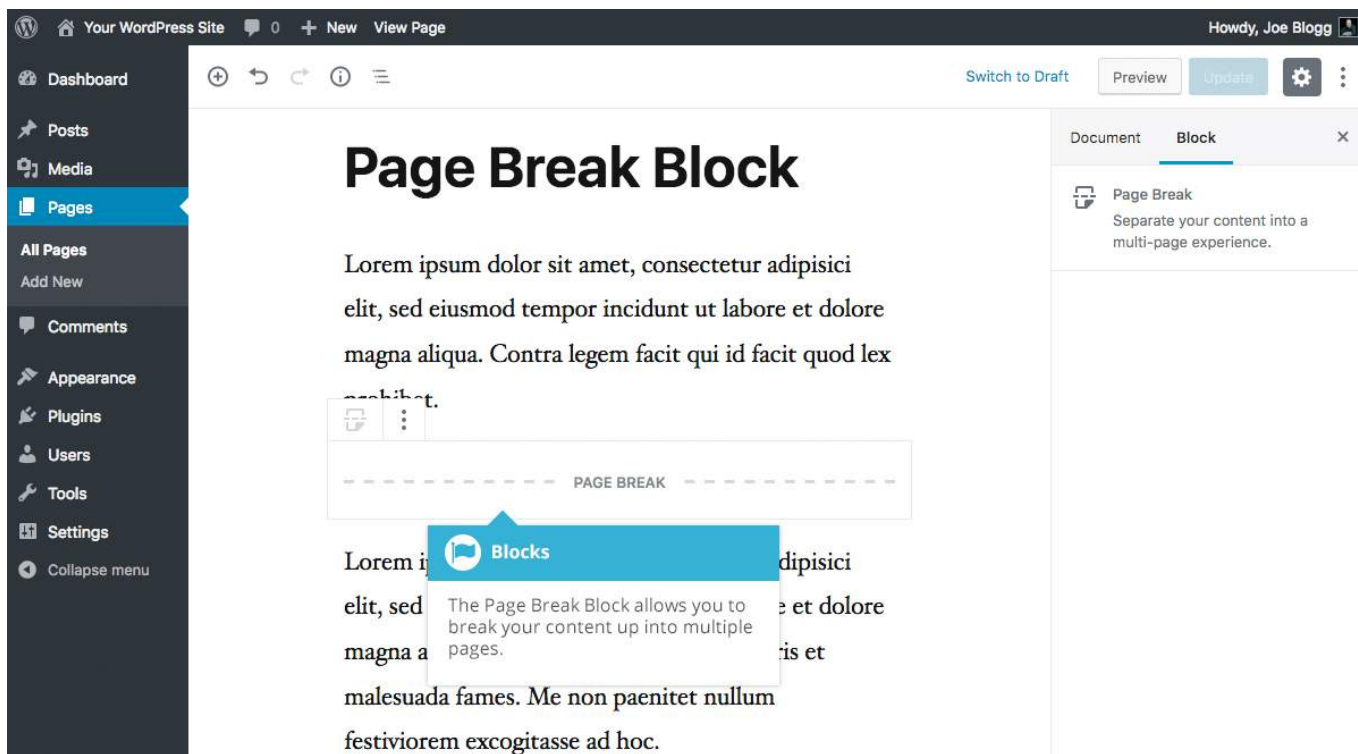 Your WordPress Site 0 New View Page Howdy, Joe Blogg
Dashboard
Posts
Media
Pages
All Pages
Add New
Comments
Appearance
Plugins
Users
Tools
Settings
Collapse menu
Switch to Draft Preview Update
Page Break Block
Lorem ipsum dolor sit amet, consectetur adipisici
elit, sed eiusmod tempor incidunt ut labore et dolore
magna aliqua. Contra legem facit qui id facit quod lex
PAGE BREAK
Lorem dipisici
elit, sed e et dolore
magna ris et
malesuada fames. Me non paenitet nullum
festiviorem excogitasse ad hoc.
Blocks
The Page Break Block allows you to
break your content up into multiple
pages.
Document Block
Page Break
Separate your content into a
multi-page experience.